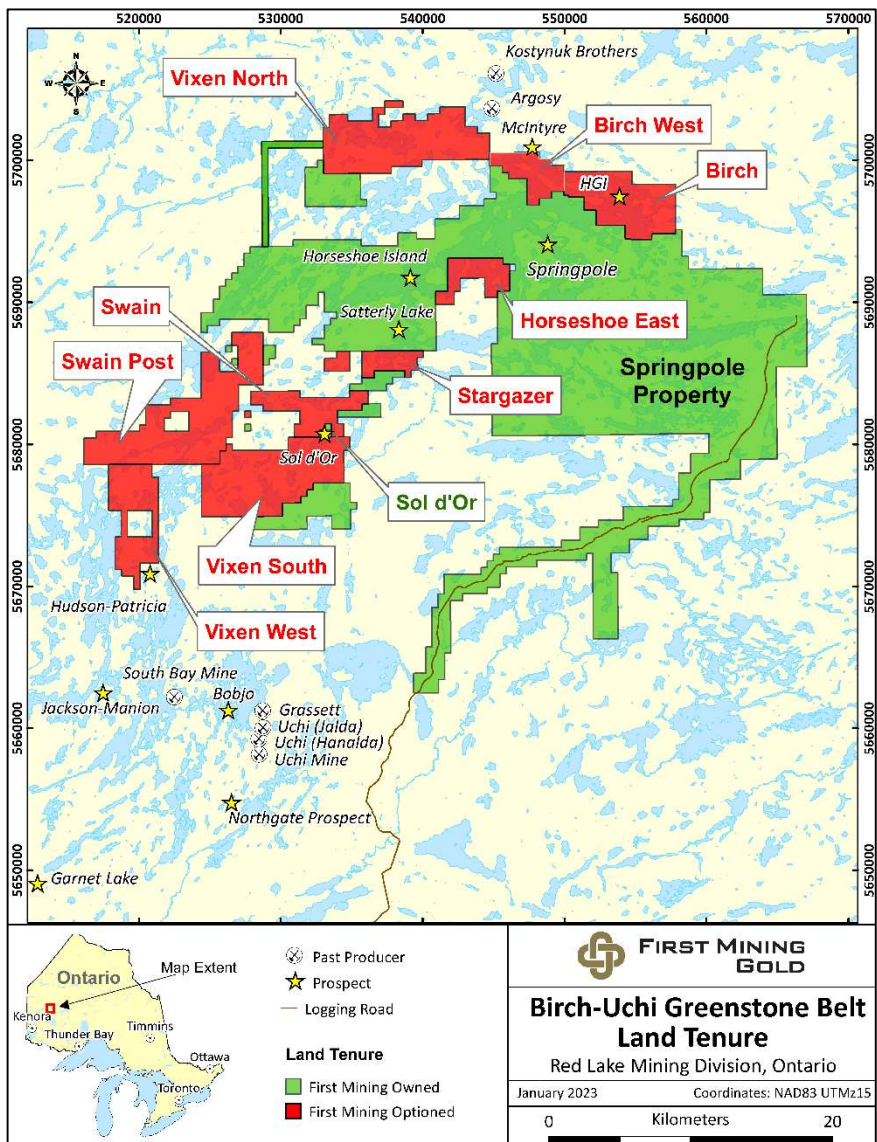 520000
530000
540000
550000
560000
570000
N
W
E
S
Kostynuk Brothers
Vixen North
Argosy
McIntyre
Birch West
5700000
5700000
HGI
Birch
Horseshoe Island
Springpole
Swain
Satterly Lake
5690000
5690000
Horseshoe East
Swain Post
Springpole
Property
Stargazer
5680000
5680000
Sol d'Or
Sol d'Or
Vixen South
5670000
5670000
Hudson-Patricia
Vixen West
South Bay Mine
Jackson-Manion
Bobjo
Grassett
Uchi (Jalda)
Uchi (Hanalda)
Uchi Mine
5660000
5660000
Northgate Prospect
5650000
5650000
Garnet Lake
Ontario
Map Extent
Kenora
Thunder Bay
Timmins
Ottawa
Toronto
Past Producer
Prospect
Logging Road
Land Tenure
First Mining Owned
First Mining Optioned
FIRST MINING
GOLD
Birch-Uchi Greenstone Belt
Land Tenure
Red Lake Mining Division, Ontario
January 2023
Coordinates: NAD83 UTMz15
0 Kilometers 20